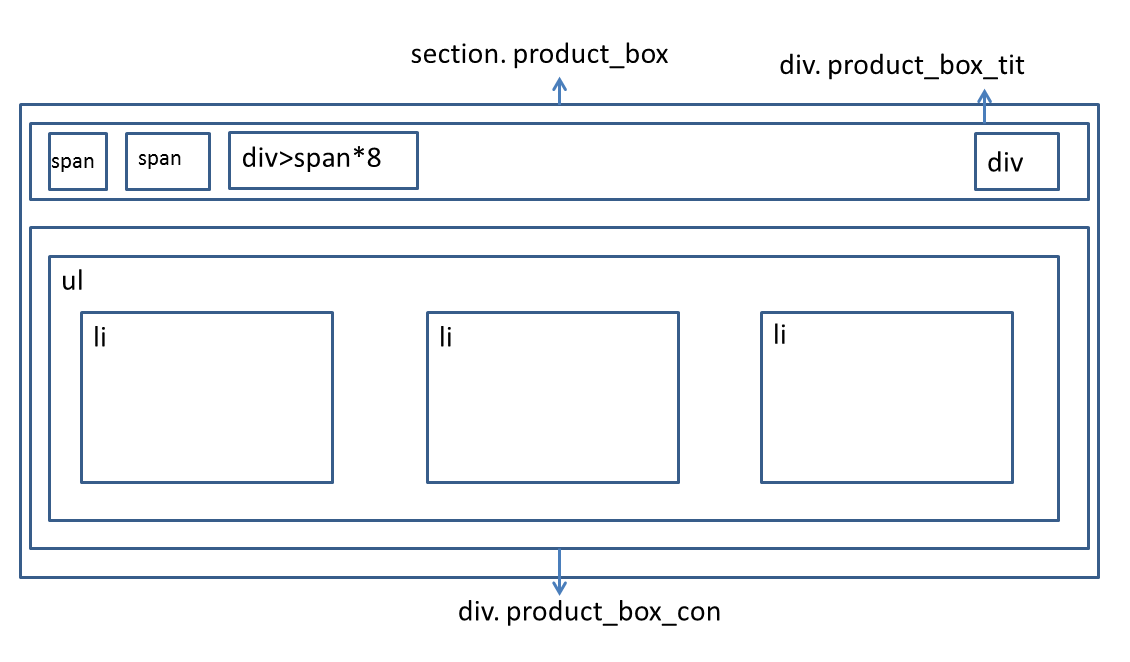 section. product_box
div. product_box_tit
span
span
div>span*8
div
ul
li
li
li
div. product_box_con